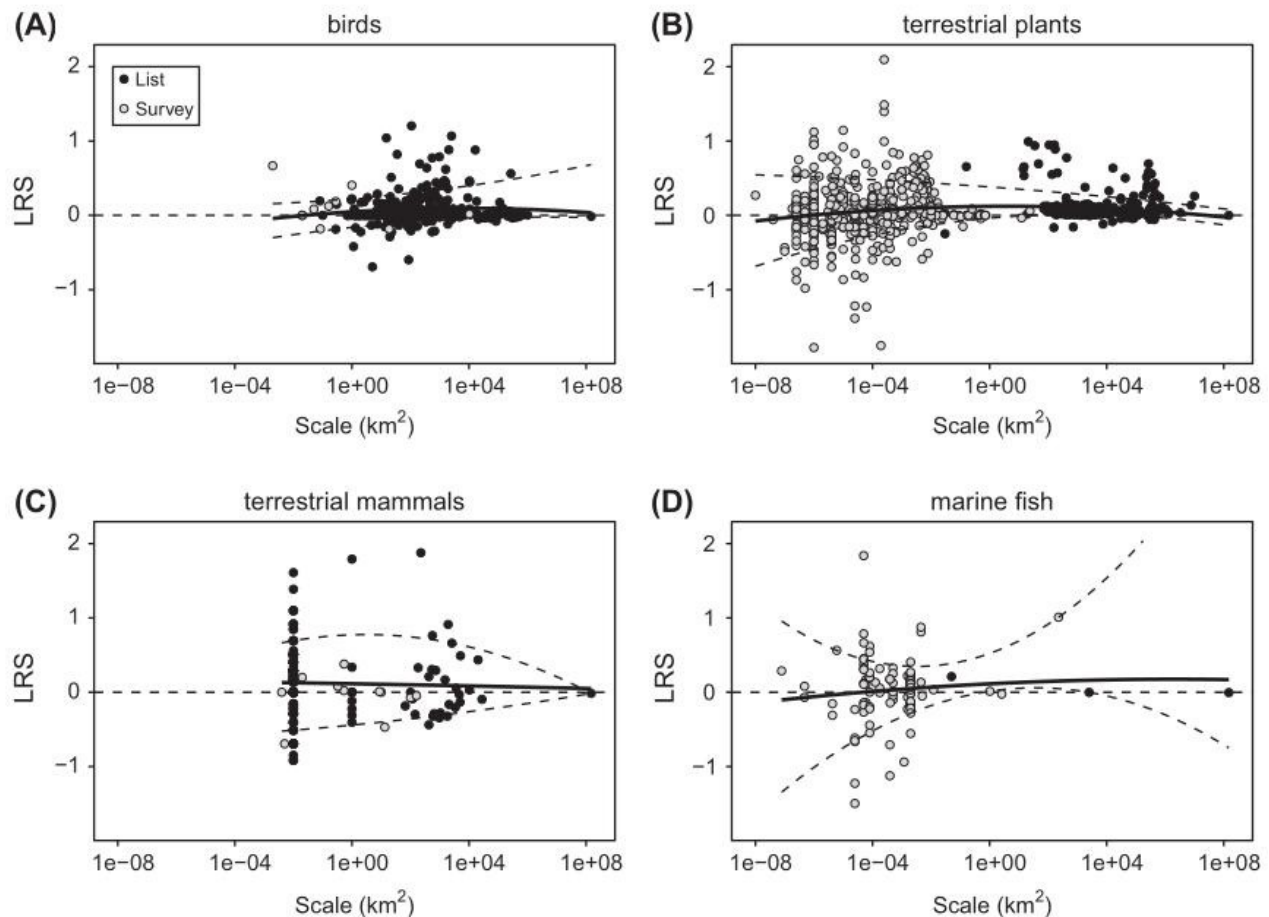 (A) birds
2
1
0
−1
LRS
List
Survey
1e−08 1e−04 1e+00 1e+04 1e+08
Scale (km²)
(B) terrestrial plants
2
1
0
−1
LRS
1e−08 1e−04 1e+00 1e+04 1e+08
Scale (km²)
(C) terrestrial mammals
2
1
0
−1
LRS
1e−08 1e−04 1e+00 1e+04 1e+08
Scale (km²)
(D) marine fish
2
1
0
−1
LRS
1e−08 1e−04 1e+00 1e+04 1e+08
Scale (km²)